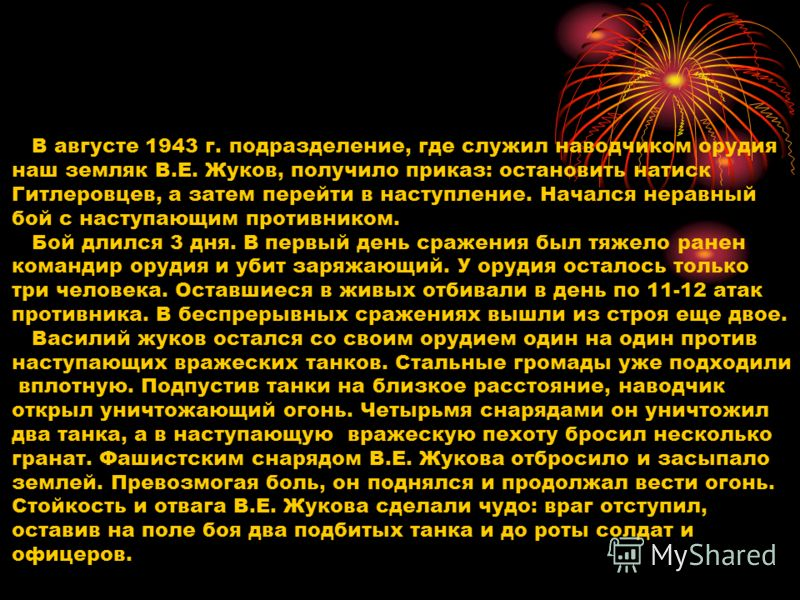 В августе 1943 г. подразделение, где служил наводчиком орудия
наш земляк В.Е. Жуков, получило приказ: остановить натиск
Гитлеровцев, а затем перейти в наступление. Начался неравный
бой с наступающим противником.
Бой длился 3 дня. В первый день сражения был тяжело ранен
командир орудия и убит заряжающий. У орудия осталось только
три человека. Оставшиеся в живых отбивали в день по 11-12 атак
противника. В беспрерывных сражениях вышли из строя еще двое.
Василий жуков остался со своим орудием один на один против
наступающих вражеских танков. Стальные громады уже подходили
вплотную. Подпустив танки на близкое расстояние, наводчик
открыл уничтожающий огонь. Четырьмя снарядами он уничтожил
два танка, а в наступающую вражескую пехоту бросил несколько
гранат. Фашистским снарядом В.Е. Жукова отбросило и засыпало
землей. Превозмогая боль, он поднялся и продолжал вести огонь.
Стойкость и отвага В.Е. Жукова сделали чудо: враг отступил,
оставив на поле боя два подбитых танка и до роты солдат и
офицеров.
MyShared